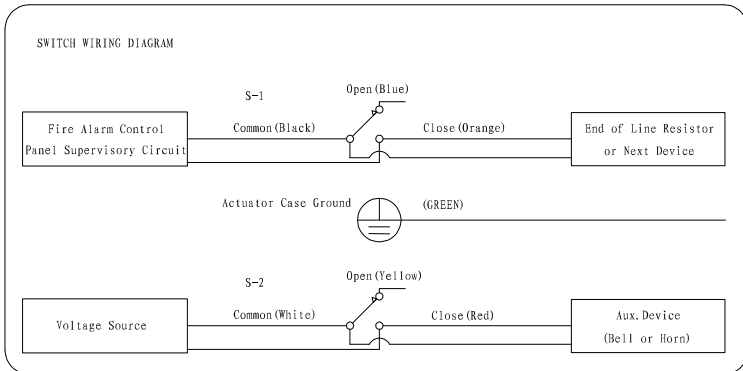 SWITCH WIRING DIAGRAM
S-1
Open(Blue)
Fire Alarm Control
Panel Supervisory Circuit
Common(Black)
Close(Orange)
End of Line Resistor
or Next Device
Actuator Case Ground
(GREEN)
S-2
Open(Yellow)
Voltage Source
Common(White)
Close(Red)
Aux.Device
(Bell or Horn)